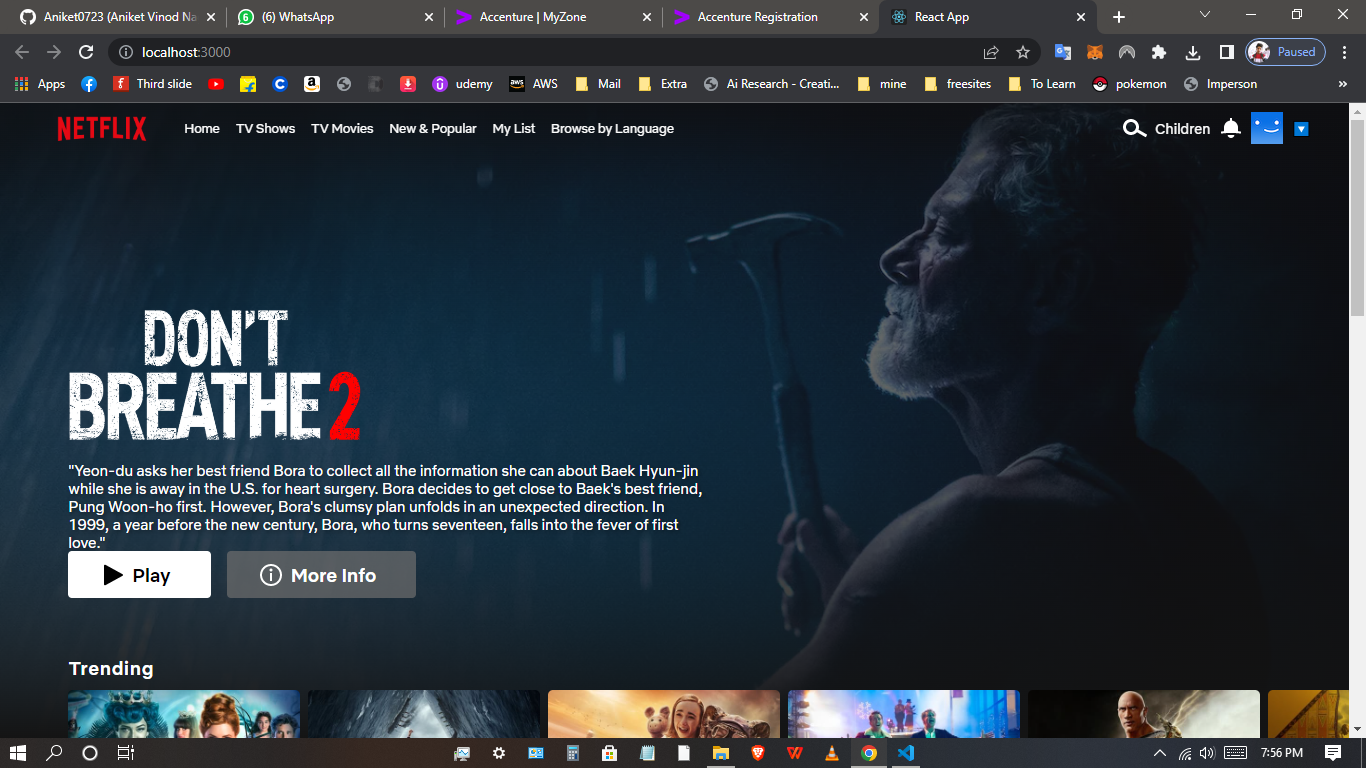 Aniket0723 (Aniket Vinod Na
6
(6) WhatsApp
Accenture | MyZone
Accenture Registration
React App
localhost:3000
Paused
Apps
Third slide
udemy
AWS
Mail
Extra
Ai Research - Creati...
mine
freesites
To Learn
pokemon
Imperson
»
NETFLIX
Home
TV Shows
TV Movies
New & Popular
My List
Browse by Language
Children
DON'T
BREATHE 2
"Yeon-du asks her best friend Bora to collect all the information she can about Baek Hyun-jin
while she is away in the U.S. for heart surgery. Bora decides to get close to Baek's best friend,
Pung Woon-ho first. However, Bora's clumsy plan unfolds in an unexpected direction. In
1999, a year before the new century, Bora, who turns seventeen, falls into the fever of first
love."
Play
More Info
Trending
7:56 PM